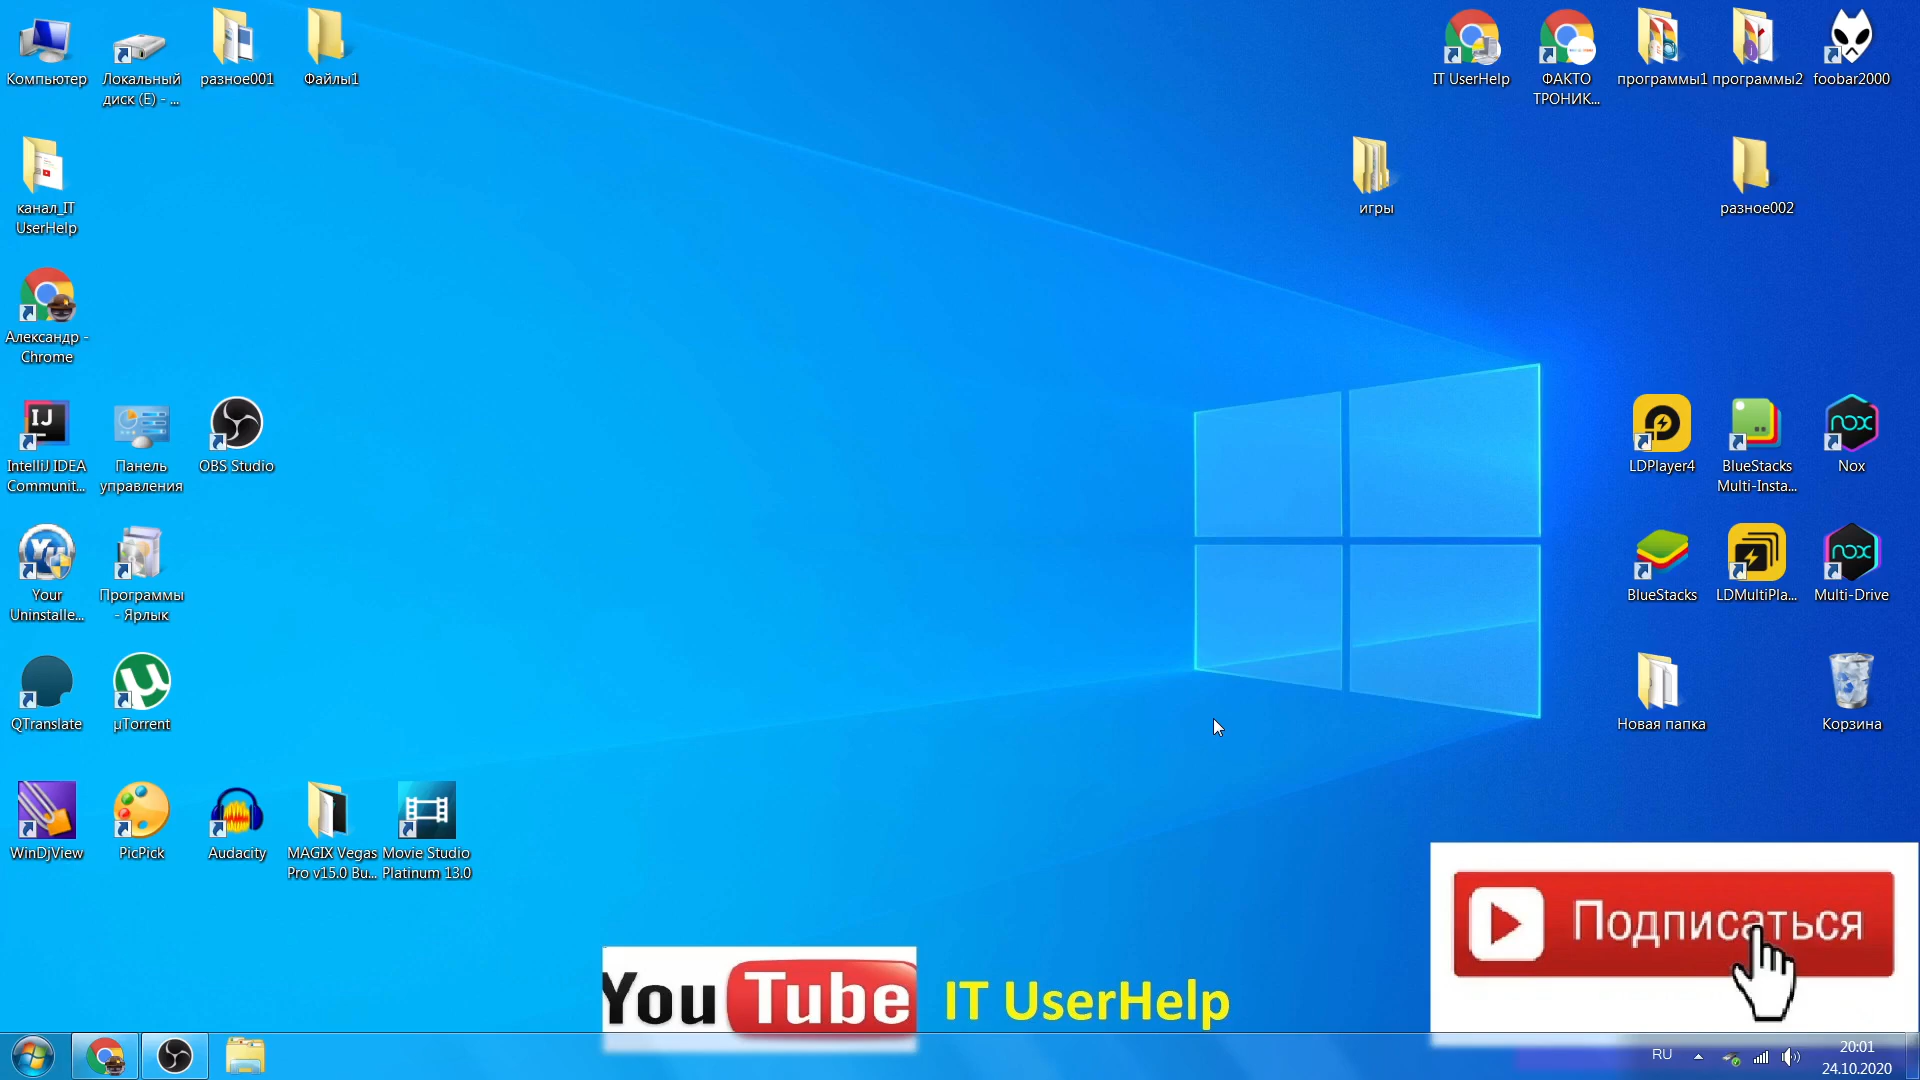 Компьютер
Локальный
диск (E) - ...
разное001
Файлы1
IT UserHelp
ФАКТО
ТРОНИК...
программы1
программы2
foobar2000
канал_IT
UserHelp
игры
разное002
Александр -
Chrome
IntelliJ IDEA
Communit...
Панель
управления
OBS Studio
LDPlayer4
BlueStacks
Multi-Insta...
Nox
Your
Uninstalle...
Программы
- Ярлык
BlueStacks
LDMultiPla...
Multi-Drive
QTranslate
µTorrent
Новая папка
Корзина
WinDjView
PicPick
Audacity
MAGIX Vegas
Pro v15.0 Bu...
Movie Studio
Platinum 13.0
Подписаться
YouTube
IT UserHelp
RU
20:01
24.10.2020